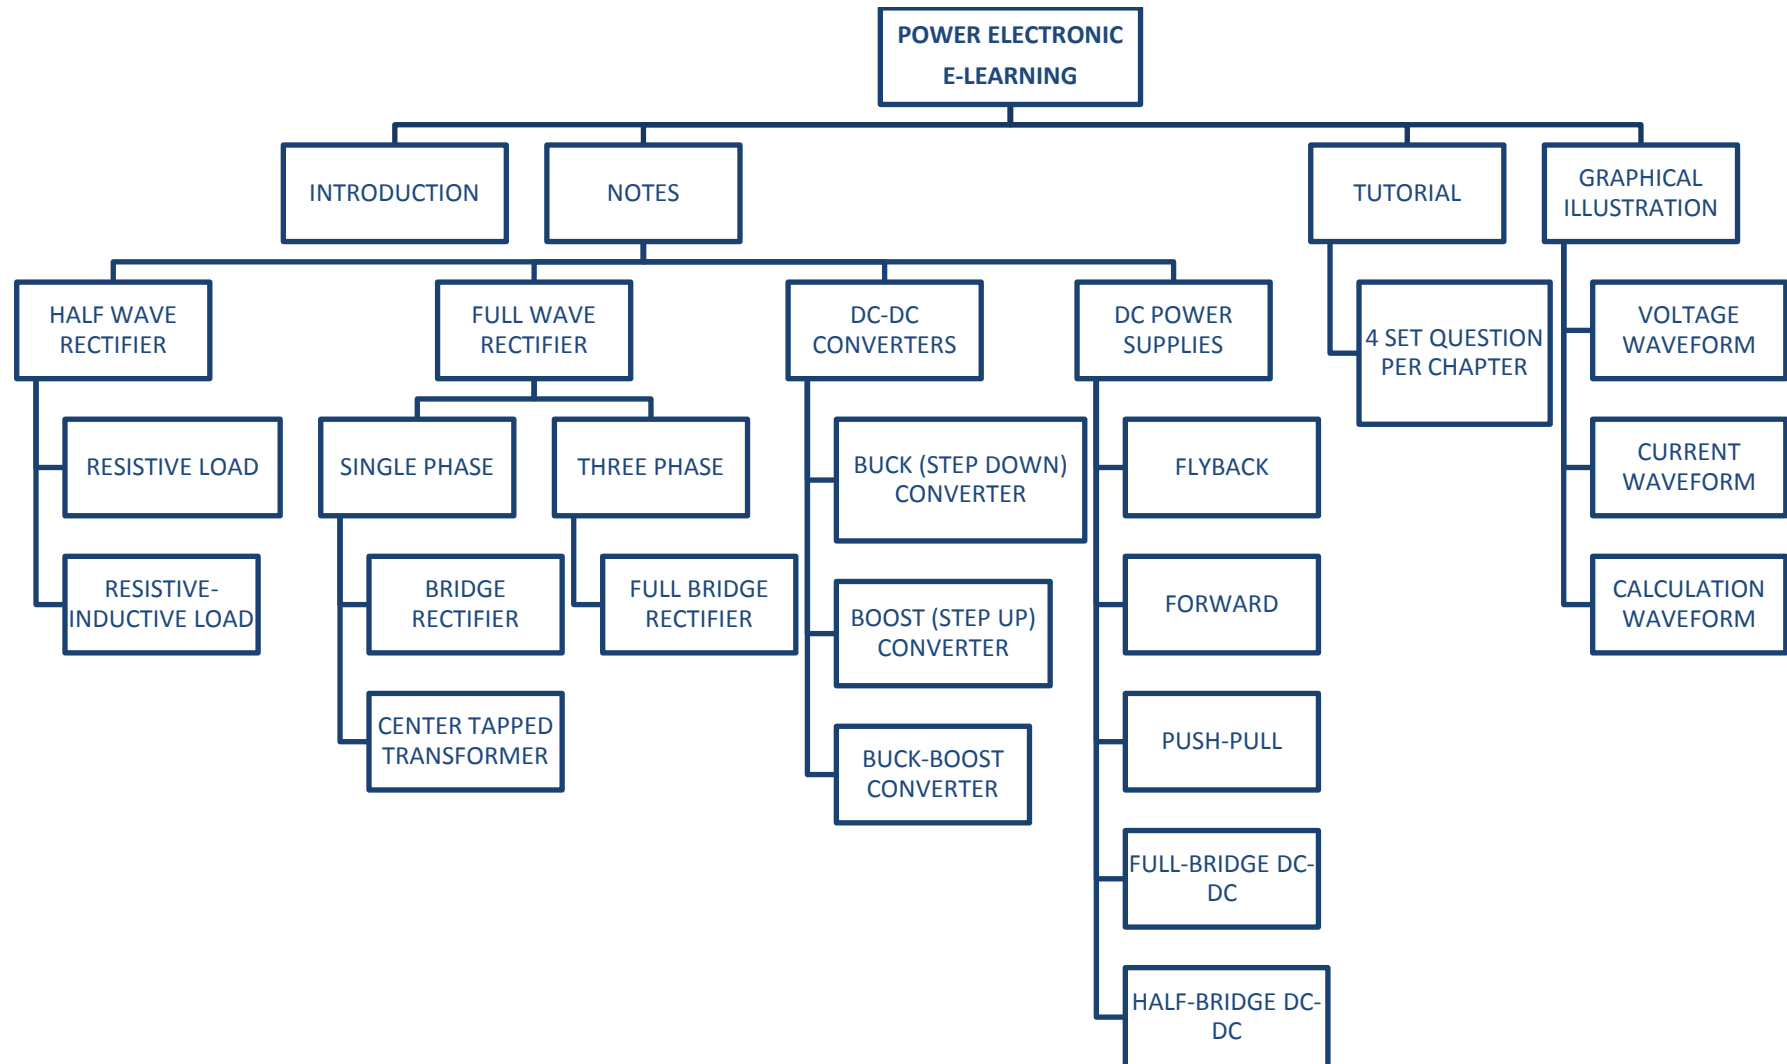 POWER ELECTRONIC
E-LEARNING
INTRODUCTION
NOTES
TUTORIAL
GRAPHICAL
ILLUSTRATION
HALF WAVE
RECTIFIER
FULL WAVE
RECTIFIER
DC-DC
CONVERTERS
DC POWER
SUPPLIES
4 SET QUESTION
PER CHAPTER
VOLTAGE
WAVEFORM
RESISTIVE LOAD
SINGLE PHASE
THREE PHASE
BUCK (STEP DOWN)
CONVERTER
FLYBACK
CURRENT
WAVEFORM
RESISTIVE-
INDUCTIVE LOAD
BRIDGE
RECTIFIER
FULL BRIDGE
RECTIFIER
BOOST (STEP UP)
CONVERTER
FORWARD
CALCULATION
WAVEFORM
CENTER TAPPED
TRANSFORMER
BUCK-BOOST
CONVERTER
PUSH-PULL
FULL-BRIDGE DC-
DC
HALF-BRIDGE DC-
DC